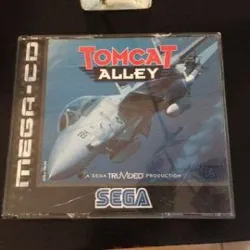 TOMCAT
ALLEY
MEGA-CD
A SEGA TRUVIDEO PRODUCTION
SEGA